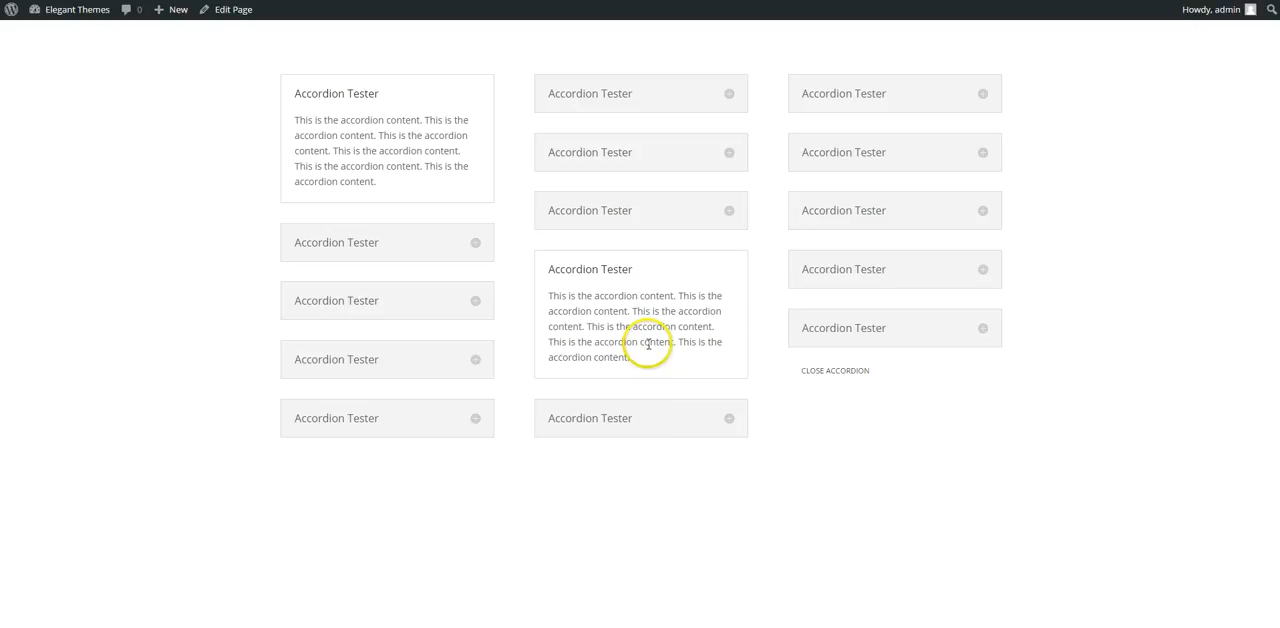 Elegant Themes 0 New Edit Page Howdy, admin
Accordion Tester
This is the accordion content. This is the
accordion content. This is the accordion
content. This is the accordion content.
This is the accordion content. This is the
accordion content.
Accordion Tester
Accordion Tester
Accordion Tester
Accordion Tester
Accordion Tester
Accordion Tester
Accordion Tester
Accordion Tester
This is the accordion content. This is the
accordion content. This is the accordion
content. This is the accordion content.
This is the accordion content. This is the
accordion content.
Accordion Tester
Accordion Tester
Accordion Tester
Accordion Tester
Accordion Tester
Accordion Tester
CLOSE ACCORDION